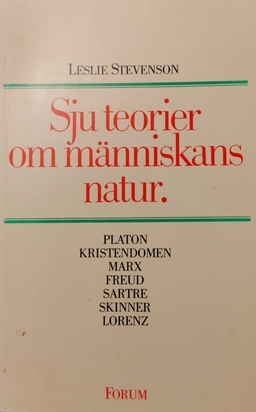 LESLIE STEVENSON
Sju teorier
om människans
natur.
PLATON
KRISTENDOMEN
MARX
FREUD
SARTRE
SKINNER
LORENZ
FORUM